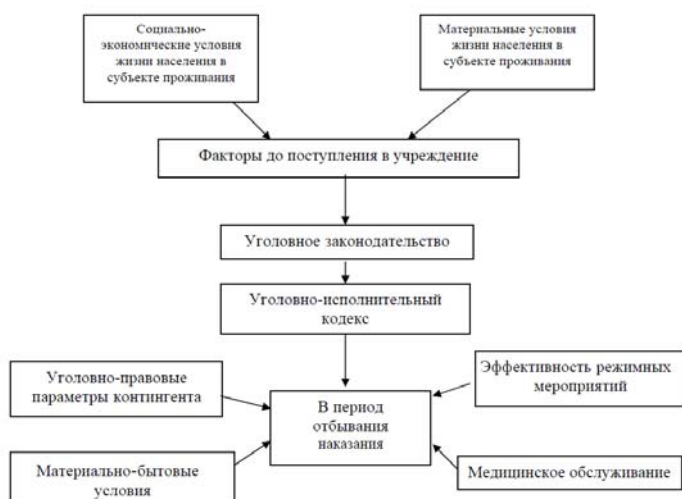 Социально-
экономические условия
жизни населения в
субъекте проживания
Материальные условия
жизни населения в
субъекте проживания
Факторы до поступления в учреждение
Уголовное законодательство
Уголовно-исполнительный
кодекс
Уголовно-правовые
параметры контингента
Эффективность режимных
мероприятий
В период
отбывания
наказания
Материально-бытовые
условия
Медицинское обслуживание